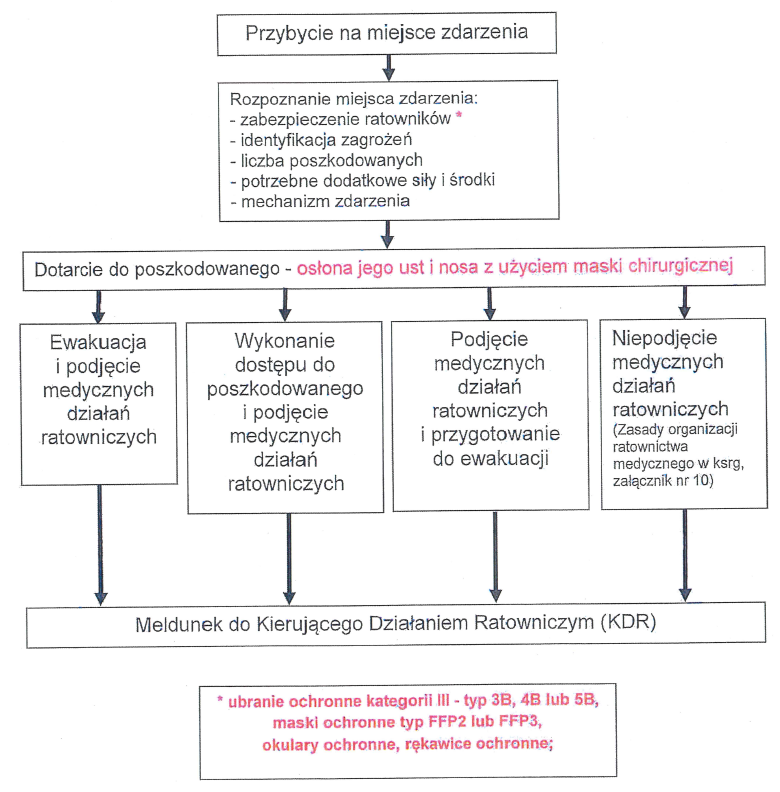 Przybycie na miejsce zdarzenia
Rozpoznanie miejsca zdarzenia:
- zabezpieczenie ratowników *
- identyfikacja zagrożeń
- liczba poszkodowanych
- potrzebne dodatkowe siły i środki
- mechanizm zdarzenia
Dotarcie do poszkodowanego - osłona jego ust i nosa z użyciem maski chirurgicznej
Ewakuacja
i podjęcie
medycznych
działań
ratowniczych
Wykonanie
dostępu do
poszkodowanego
i podjęcie
medycznych
działań
ratowniczych
Podjęcie
medycznych
działań
ratowniczych
i przygotowanie
do ewakuacji
Niepodjęcie
medycznych
działań
ratowniczych
(Zasady organizacji
ratownictwa
medycznego w ksrg,
załącznik nr 10)
Meldunek do Kierującego Działaniem Ratowniczym (KDR)
* ubranie ochronne kategorii III - typ 3B, 4B lub 5B,
maski ochronne typ FFP2 lub FFP3,
okulary ochronne, rękawice ochronne;